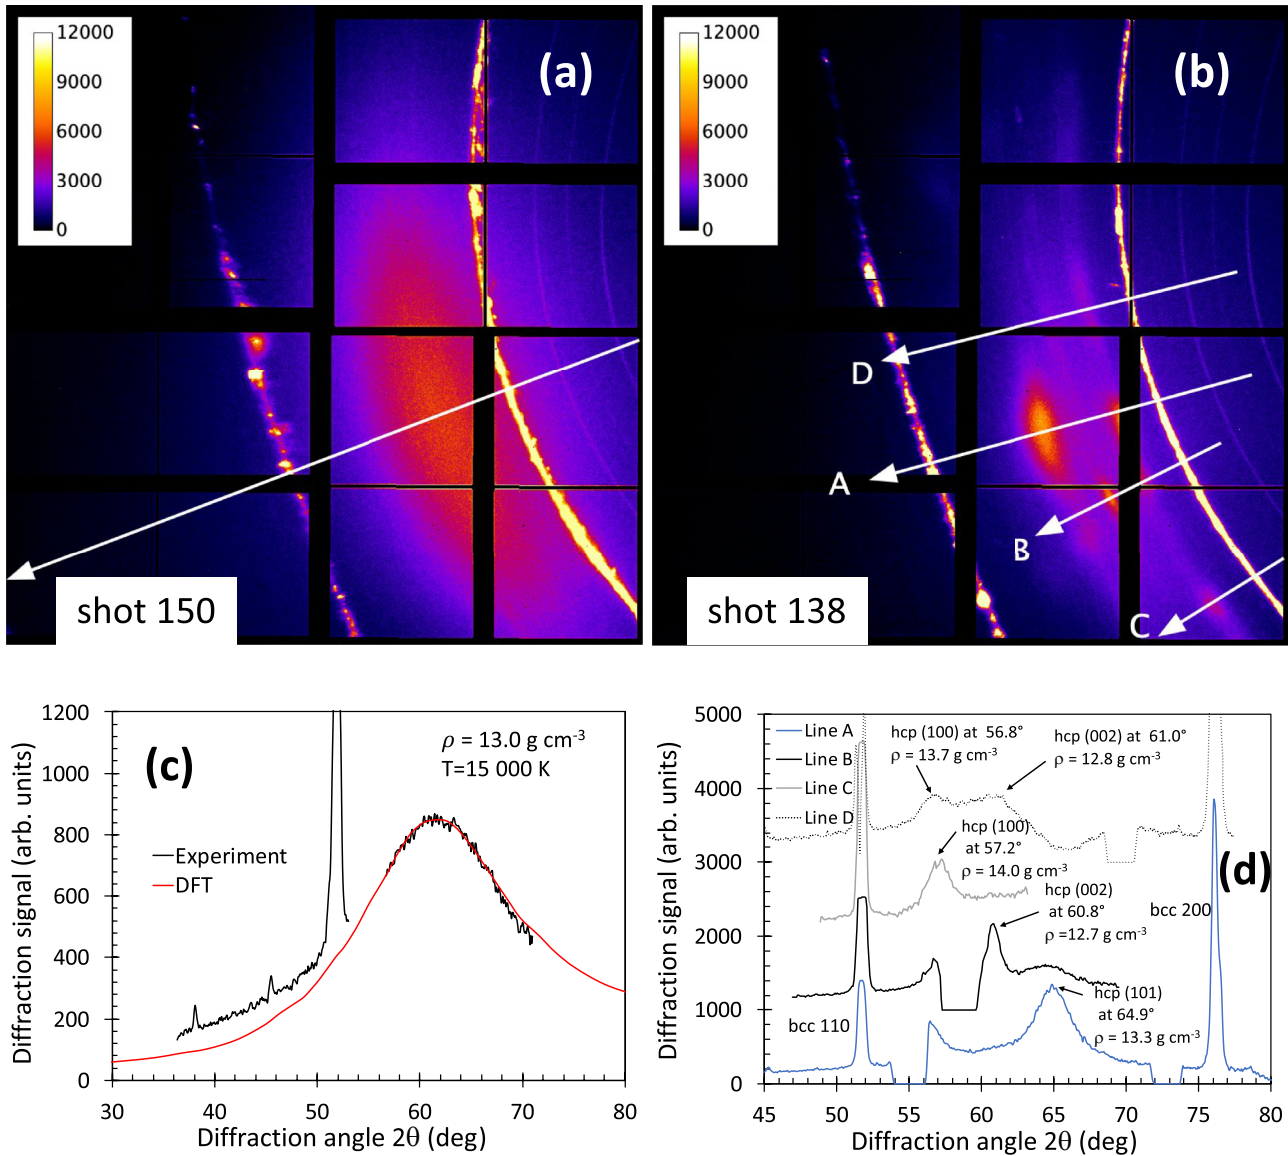 12000
9000
6000
3000
0
(a)
shot 150
12000
9000
6000
3000
0
(b)
D
A
B
C
shot 138
1200
1000
800
600
400
200
0
Diffraction signal (arb. units)
(c)
ρ = 13.0 g cm-3
T=15 000 K
Experiment
DFT
30 40 50 60 70 80
Diffraction angle 2θ (deg)
5000
4000
3000
2000
1000
0
Diffraction signal (arb. units)
Line A
Line B
Line C
Line D
hcp (100) at 56.8°
ρ = 13.7 g cm-3
hcp (002) at 61.0°
ρ = 12.8 g cm-3
hcp (100)
at 57.2°
ρ = 14.0 g cm-3
hcp (002)
at 60.8°
ρ =12.7 g cm-3
(d)
bcc 200
hcp (101)
at 64.9°
ρ = 13.3 g cm-3
bcc 110
45 50 55 60 65 70 75 80
Diffraction angle 2θ (deg)